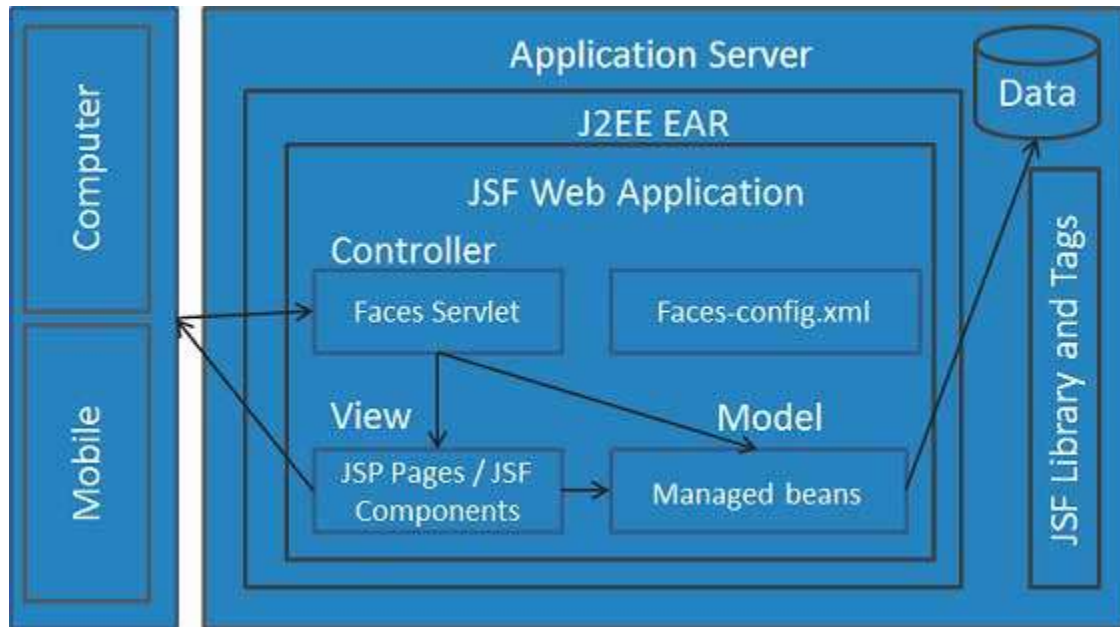 Computer
Mobile
Application Server
J2EE EAR
JSF Web Application
Controller
Faces Servlet
Faces-config.xml
View
JSP Pages / JSF
Components
Model
Managed beans
Data
JSF Library and Tags